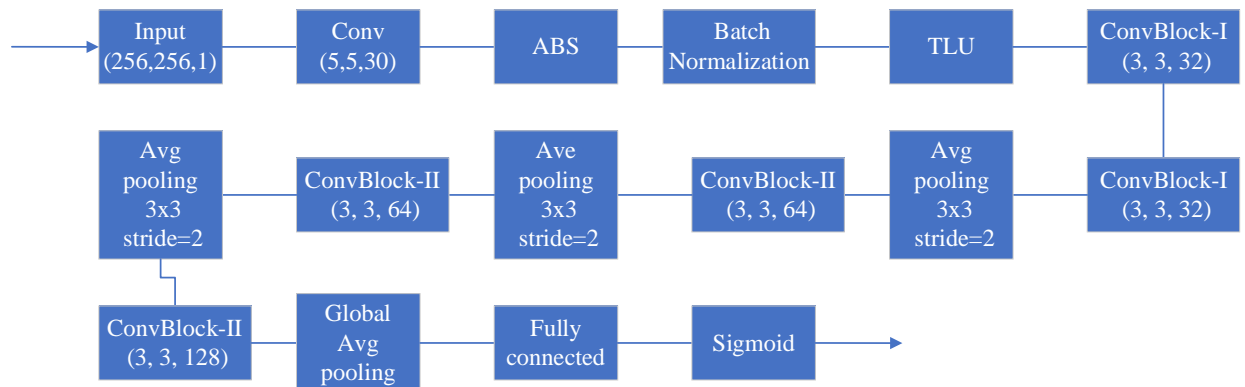 Input
(256,256,1)
Conv
(5,5,30)
ABS
Batch
Normalization
TLU
ConvBlock-I
(3, 3, 32)
ConvBlock-I
(3, 3, 32)
Avg
pooling
3x3
stride=2
ConvBlock-II
(3, 3, 64)
Ave
pooling
3x3
stride=2
ConvBlock-II
(3, 3, 64)
Avg
pooling
3x3
stride=2
ConvBlock-II
(3, 3, 128)
Global
Avg
pooling
Fully
connected
Sigmoid